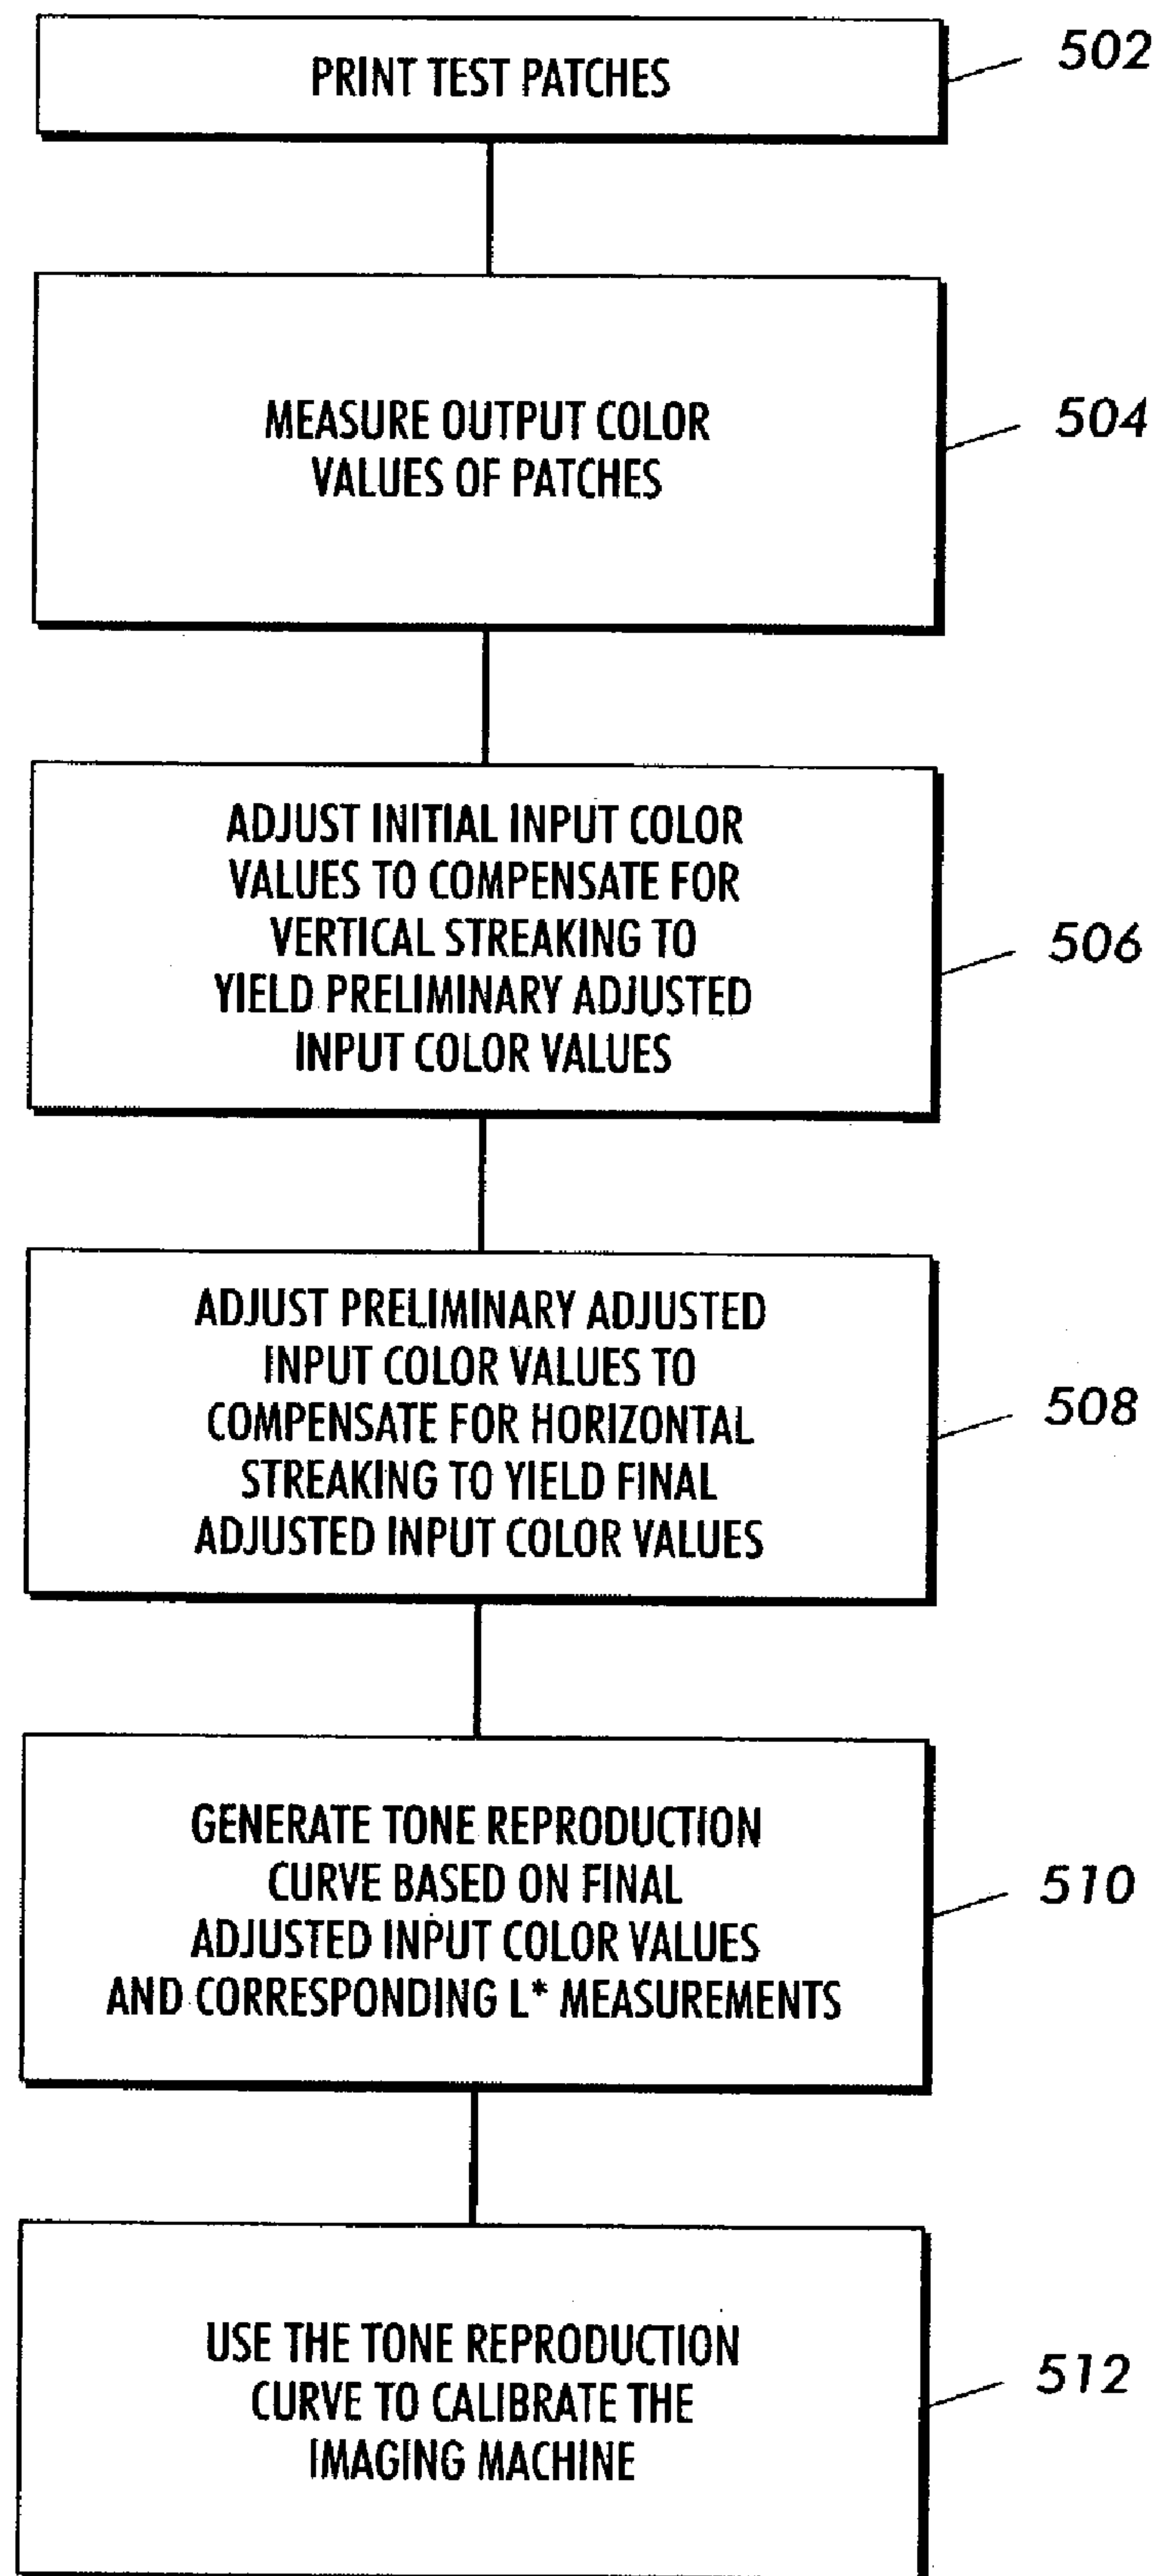 PRINT TEST PATCHES
502
MEASURE OUTPUT COLOR
VALUES OF PATCHES
504
ADJUST INITIAL INPUT COLOR
VALUES TO COMPENSATE FOR
VERTICAL STREAKING TO
YIELD PRELIMINARY ADJUSTED
INPUT COLOR VALUES
506
ADJUST PRELIMINARY ADJUSTED
INPUT COLOR VALUES TO
COMPENSATE FOR HORIZONTAL
STREAKING TO YIELD FINAL
ADJUSTED INPUT COLOR VALUES
508
GENERATE TONE REPRODUCTION
CURVE BASED ON FINAL
ADJUSTED INPUT COLOR VALUES
AND CORRESPONDING L* MEASUREMENTS
510
USE THE TONE REPRODUCTION
CURVE TO CALIBRATE THE
IMAGING MACHINE
512